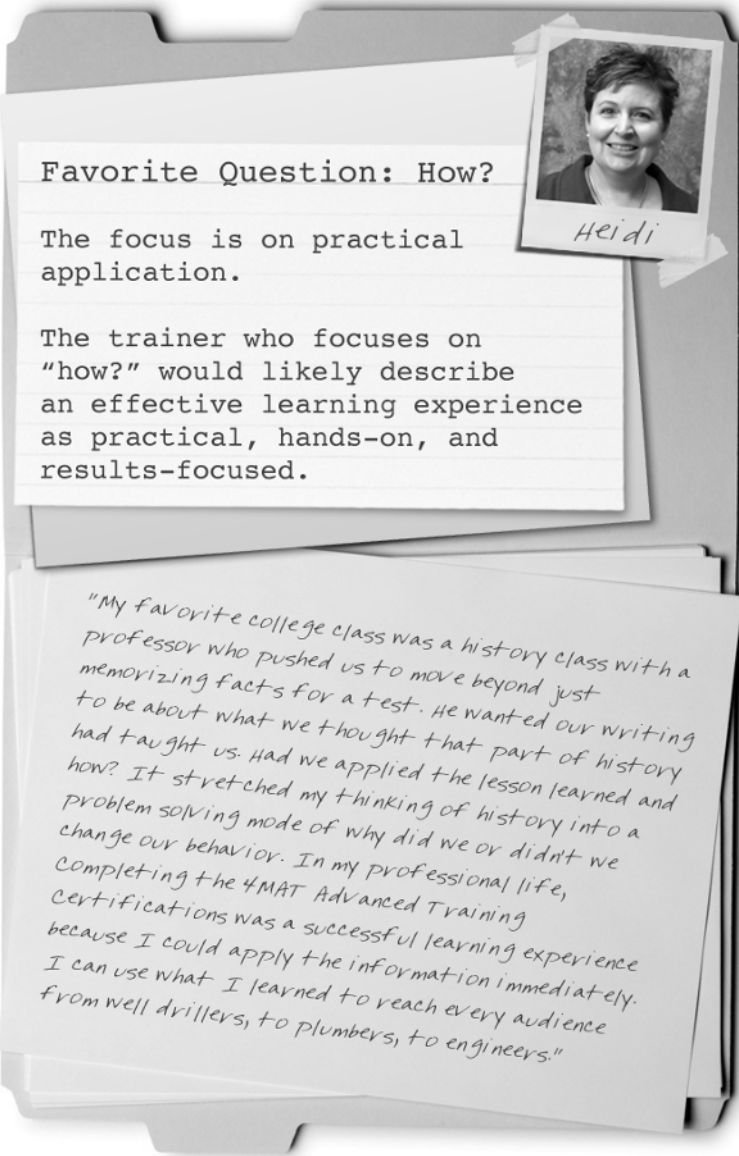 Favorite Question: How?
Heidi
The focus is on practical
application.
The trainer who focuses on
“how?” would likely describe
an effective learning experience
as practical, hands-on, and
results-focused.
"My favorite college class was a history class with a
professor who pushed us to move beyond just
memorizing facts for a test. He wanted our writing
to be about what we thought that part of history
had taught us. Had we applied the lesson learned and
how? It stretched my thinking of history into a
problem solving mode of why did we or didn't we
change our behavior. In my professional life,
completing the 4MAT Advanced Training
Certifications was a successful learning experience
because I could apply the information immediately.
I can use what I learned to reach every audience
from well drillers, to plumbers, to engineers."